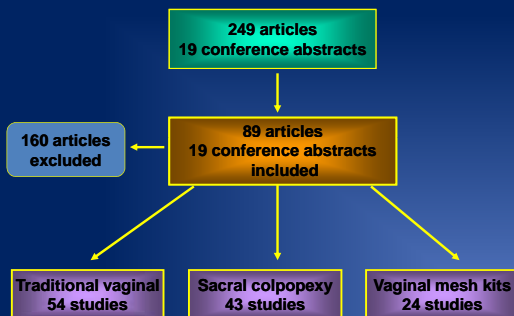 249 articles
19 conference abstracts
160 articles
excluded
89 articles
19 conference abstracts
included
Traditional vaginal
54 studies
Sacral colpopexy
43 studies
Vaginal mesh kits
24 studies